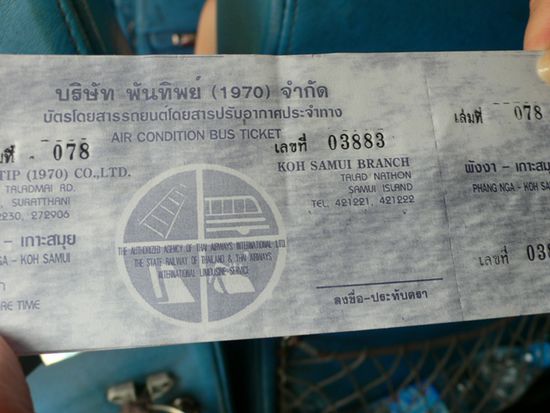 บริษัท พันทิพย์ (1970) จำกัด
บัตรโดยสารรถยนต์โดยสารปรับอากาศประจำทาง
AIR CONDITION BUS TICKET
078
เลขที่ 03883
TIP (1970) CO.,LTD.
TALADMAI RD.
SURATTHANI
2230, 272906
KOH SAMUI BRANCH
TALAD NATHON
SAMUI ISLAND
TEL. 421221, 421222
- เกาะสมุย
- KOH SAMUI
THE AUTHORIZED AGENCY OF THAI AIRWAYS INTERNATIONAL LTD.
THE STATE RAILWAY OF THAILAND & THAI AIRWAYS
INTERNATIONAL LIMOUSINE-SERVICE
TIME
ลงชื่อ-ประทับตรา
เล่มที่ 078
พังงา - เกาะสมุย
PHANG NGA - KOH
เลขที่ 038